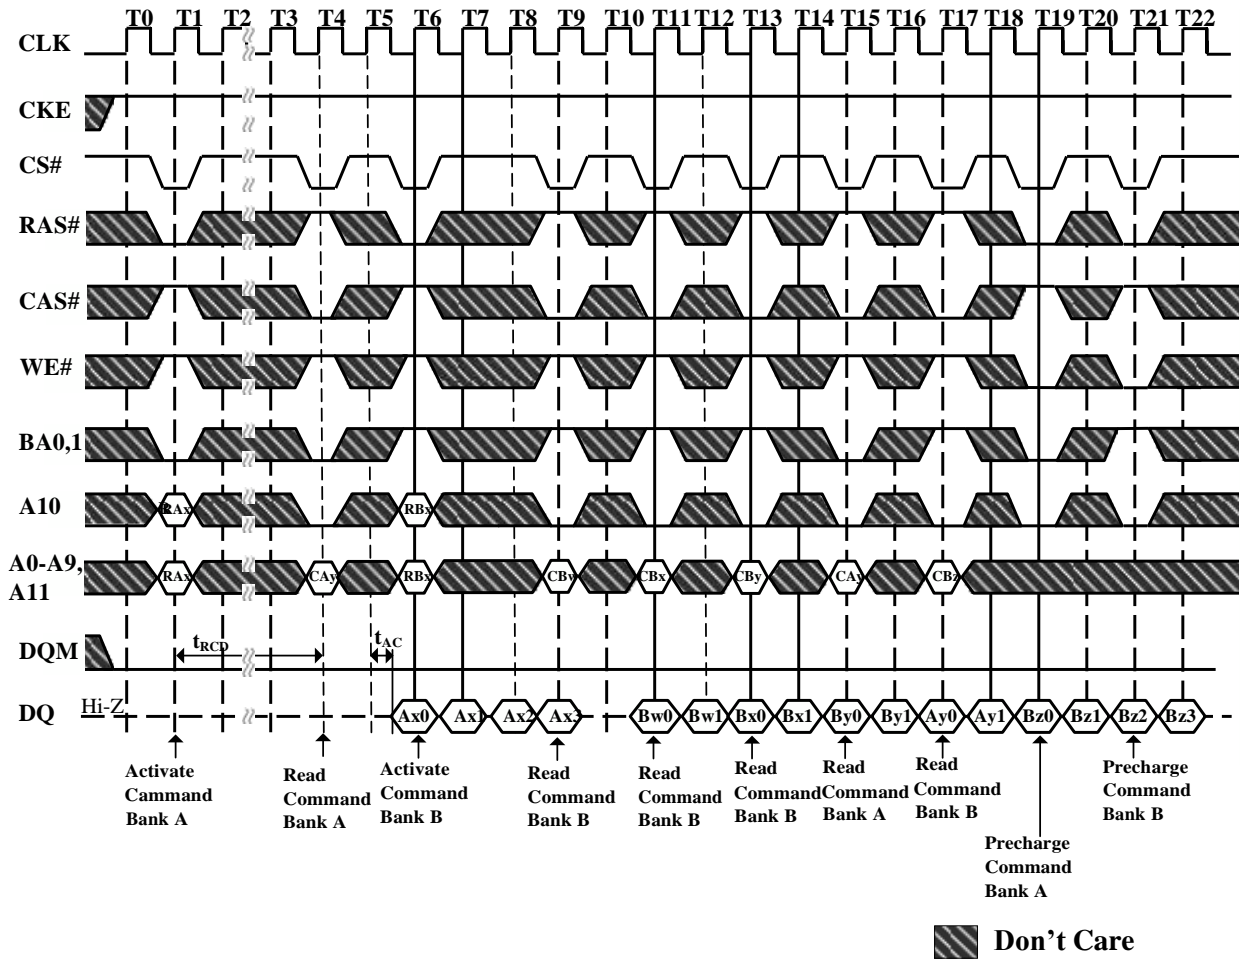 T0 T1 T2 T3 T4 T5 T6 T7 T8 T9 T10 T11 T12 T13 T14 T15 T16 T17 T18 T19 T20 T21 T22
CLK
CKE
CS#
RAS#
CAS#
WE#
BA0,1
A10
RAx RBx
A0-A9,
A11
RAx CAy RBx CBw CBx CBy CAy CBz
DQM
tRCD tAC
DQ
Hi-Z
Ax0 Ax1 Ax2 Ax3 Bw0 Bw1 Bx0 Bx1 By0 By1 Ay0 Ay1 Bz0 Bz1 Bz2 Bz3
Activate
Cammand
Bank A
Read
Command
Bank A
Activate
Command
Bank B
Read
Command
Bank B
Read
Command
Bank B
Read
Command
Bank B
Read
Command
Bank A
Read
Command
Bank B
Precharge
Command
Bank A
Precharge
Command
Bank B
Don't Care